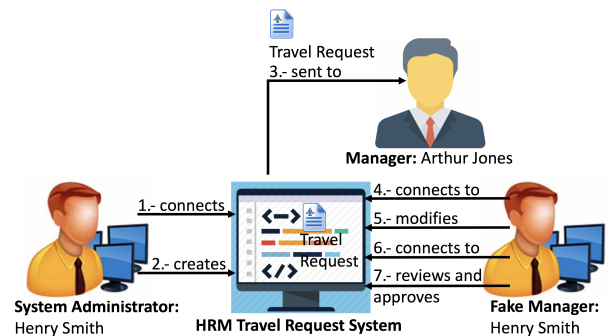 Travel Request
3.- sent to
Manager: Arthur Jones
1.- connects
2.- creates
Travel
Request
4.- connects to
5.- modifies
6.- connects to
7.- reviews and
approves
System Administrator:
Henry Smith
HRM Travel Request System
Fake Manager:
Henry Smith